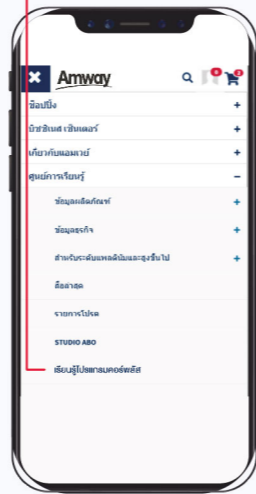 Amway
0
2
ช้อปปิ้ง +
บิซซิเนส เซ็นเตอร์ +
เกี่ยวกับแอมเวย์ +
ศูนย์การเรียนรู้ −
ข้อมูลผลิตภัณฑ์ +
ข้อมูลธุรกิจ +
สำหรับระดับแพลตินัมและสูงขึ้นไป +
สื่อล่าสุด
รายการโปรด
STUDIO ABO
เรียนรู้โปรแกรมคอร์พลัส